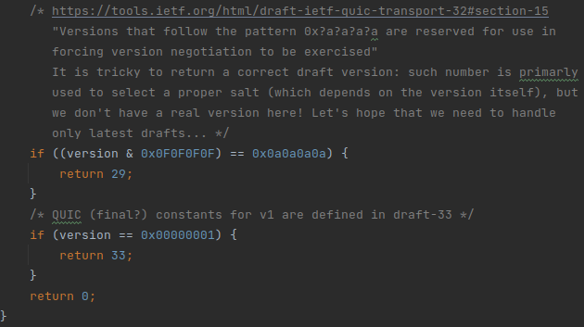 /* https://tools.ietf.org/html/draft-ietf-quic-transport-32#section-15
"Versions that follow the pattern 0x?a?a?a?a are reserved for use in
forcing version negotiation to be exercised"
It is tricky to return a correct draft version: such number is primarly
used to select a proper salt (which depends on the version itself), but
we don't have a real version here! Let's hope that we need to handle
only latest drafts... */
if ((version & 0x0F0F0F0F) == 0x0a0a0a0a) {
return 29;
}
/* QUIC (final?) constants for v1 are defined in draft-33 */
if (version == 0x00000001) {
return 33;
}
return 0;
}